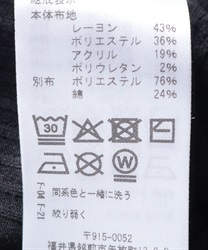 本体布地
レーヨン 43%
ポリエステル 36%
アクリル 19%
ポリウレタン 2%
別布 ポリエステル 76%
綿 24%
30
W
F-04 F-21
同系色と一緒に洗う
絞り弱く
〒915-0052